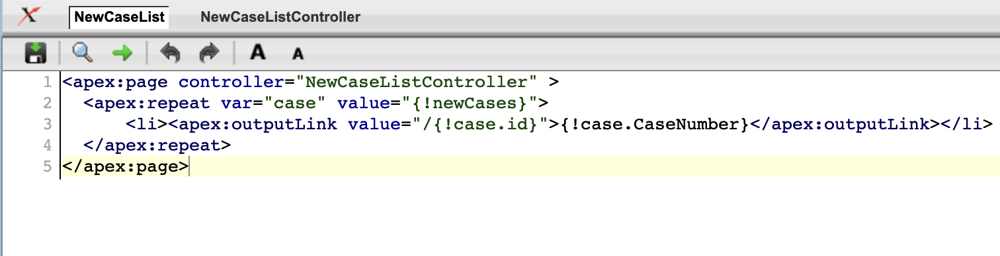 NewCaseList NewCaseListController
A A
1 <apex:page controller="NewCaseListController" >
2 <apex:repeat var="case" value="{!newCases}">
3 <li><apex:outputLink value="/{!case.id}">{!case.CaseNumber}</apex:outputLink></li>
4 </apex:repeat>
5 </apex:page>